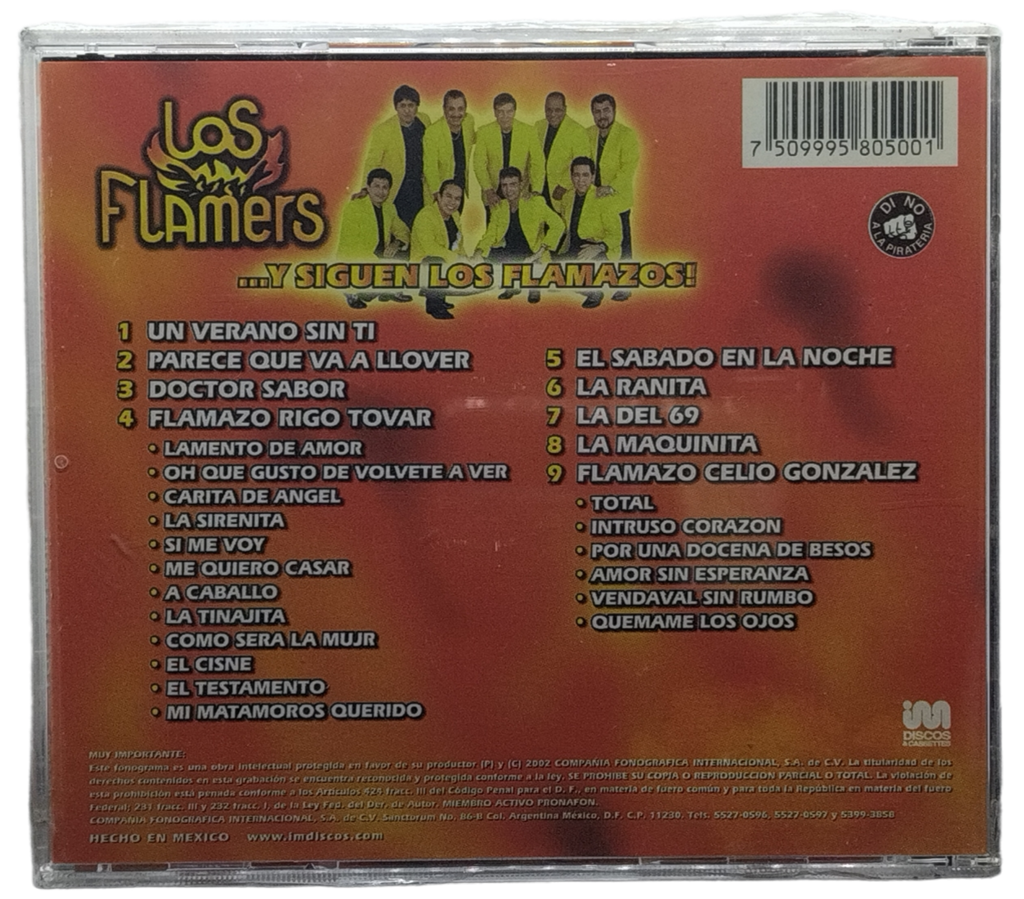 LOS
FLAMERS
...Y SIGUEN LOS FLAMAZOS!
7 509995 805001
DI NO
A LA PIRATERIA
1 UN VERANO SIN TI
2 PARECE QUE VA A LLOVER
3 DOCTOR SABOR
4 FLAMAZO RIGO TOVAR
• LAMENTO DE AMOR
• OH QUE GUSTO DE VOLVETE A VER
• CARITA DE ANGEL
• LA SIRENITA
• SI ME VOY
• ME QUIERO CASAR
• A CABALLO
• LA TINAJITA
• COMO SERA LA MUJR
• EL CISNE
• EL TESTAMENTO
• MI MATAMOROS QUERIDO
5 EL SABADO EN LA NOCHE
6 LA RANITA
7 LA DEL 69
8 LA MAQUINITA
9 FLAMAZO CELIO GONZALEZ
• TOTAL
• INTRUSO CORAZON
• POR UNA DOCENA DE BESOS
• AMOR SIN ESPERANZA
• VENDAVAL SIN RUMBO
• QUEMAME LOS OJOS
im
DISCOS
& CASSETTES
MUY IMPORTANTE:
Este fonograma es una obra intelectual protegida en favor de su productor (P) y (C) 2002 COMPAÑIA FONOGRAFICA INTERNACIONAL, S.A. de C.V. La titularidad de los
derechos contenidos en esta grabación se encuentra reconocida y protegida conforme a la ley. SE PROHIBE SU COPIA O REPRODUCCION PARCIAL O TOTAL. La violación de
esta prohibición está penada conforme a los Artículos 424 fracc. III del Código Penal para el D. F., en materia de fuero común y para toda la República en materia del fuero
Federal; 231 fracc. III y 232 fracc. I, de la Ley Fed. del Der. de Autor. MIEMBRO ACTIVO PRONAFON.
COMPAÑIA FONOGRAFICA INTERNACIONAL, S.A. de C.V. Sanctorum No. 86-B Col. Argentina México, D.F. C.P. 11230. Tels: 5527-0596, 5527-0597 y 5399-3858
HECHO EN MEXICO www.imdiscos.com